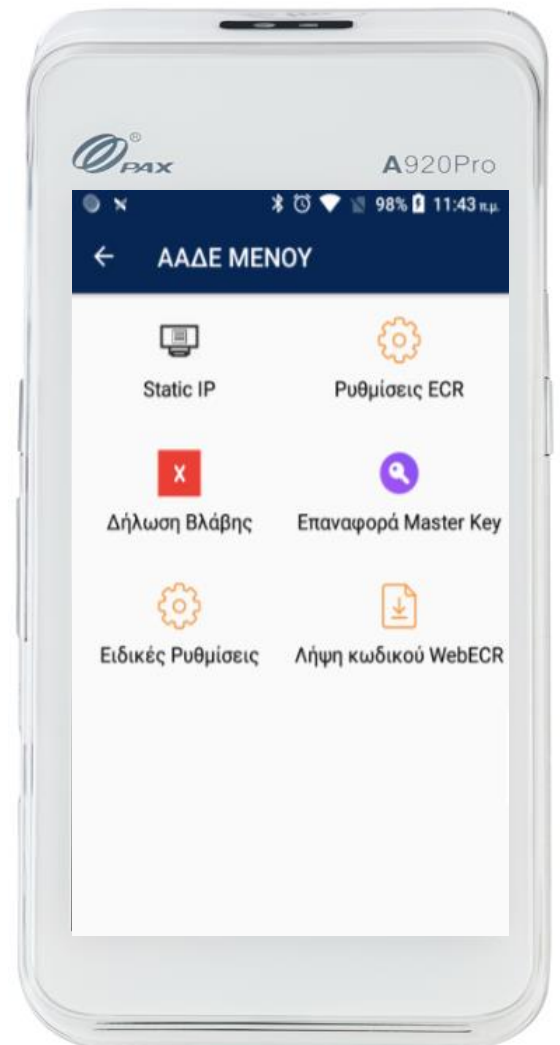 PAX
A920Pro
98% 11:43 π.μ.
ΑΑΔΕ ΜΕΝΟΥ
Static IP
Ρυθμίσεις ECR
X
Δήλωση Βλάβης
Επαναφορά Master Key
Ειδικές Ρυθμίσεις
Λήψη κωδικού WebECR